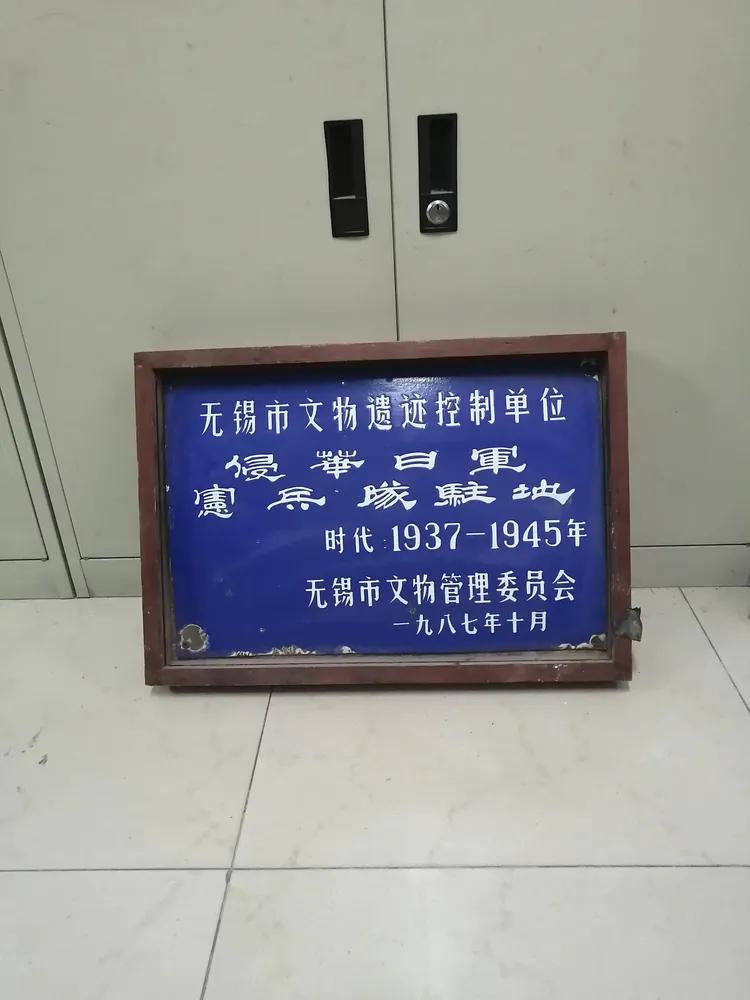 无锡市文物遗迹控制单位
侵華日軍
憲兵隊駐地
时代:1937-1945年
无锡市文物管理委员会
一九八七年十月